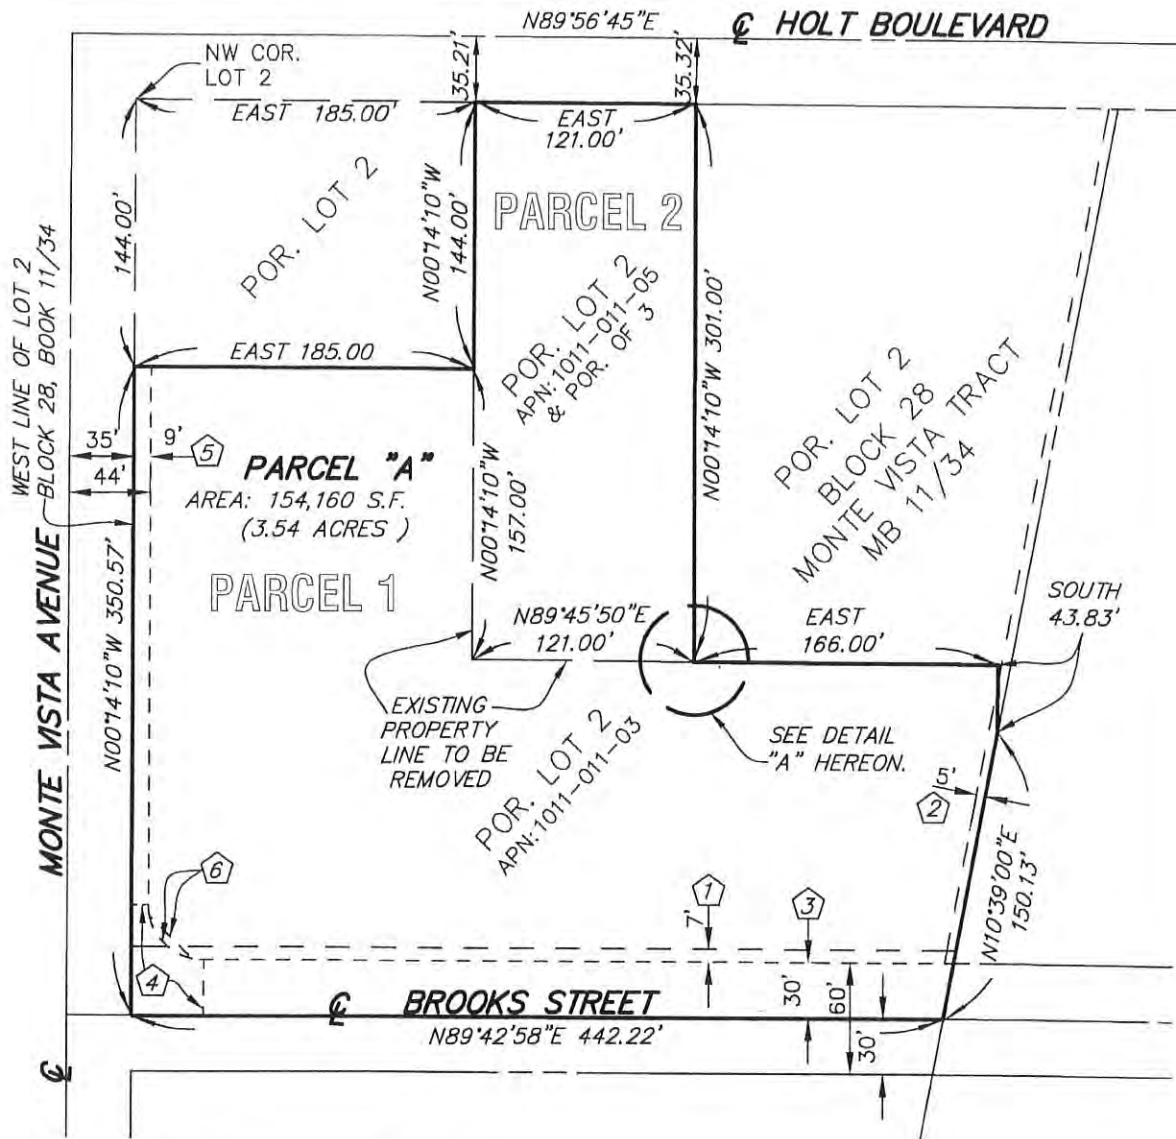 N89°56'45"E
℄ HOLT BOULEVARD
NW COR.
LOT 2
35.21'
35.32'
EAST 185.00'
EAST
121.00'
144.00'
POR. LOT 2
N00°14'10"W
144.00'
PARCEL 2
WEST LINE OF LOT 2
BLOCK 28, BOOK 11/34
POR. LOT 2
APN: 1011-011-05
& POR. OF 3
N00°14'10"W 301.00'
EAST 185.00
POR. LOT 2
BLOCK 28
MONTE VISTA TRACT
MB 11/34
35'
9'
5
44'
PARCEL "A"
AREA: 154,160 S.F.
(3.54 ACRES )
N00°14'10"W
157.00'
PARCEL 1
MONTE VISTA AVENUE
N00°14'10"W 350.57'
N89°45'50"E
121.00'
EAST
166.00'
SOUTH
43.83'
EXISTING
PROPERTY
LINE TO BE
REMOVED
POR. LOT 2
APN: 1011-011-03
SEE DETAIL
"A" HEREON.
5'
2
N10°39'00"E
150.13'
6
1
7'
3
4
30'
60'
30'
℄ BROOKS STREET
N89°42'58"E 442.22'
℄